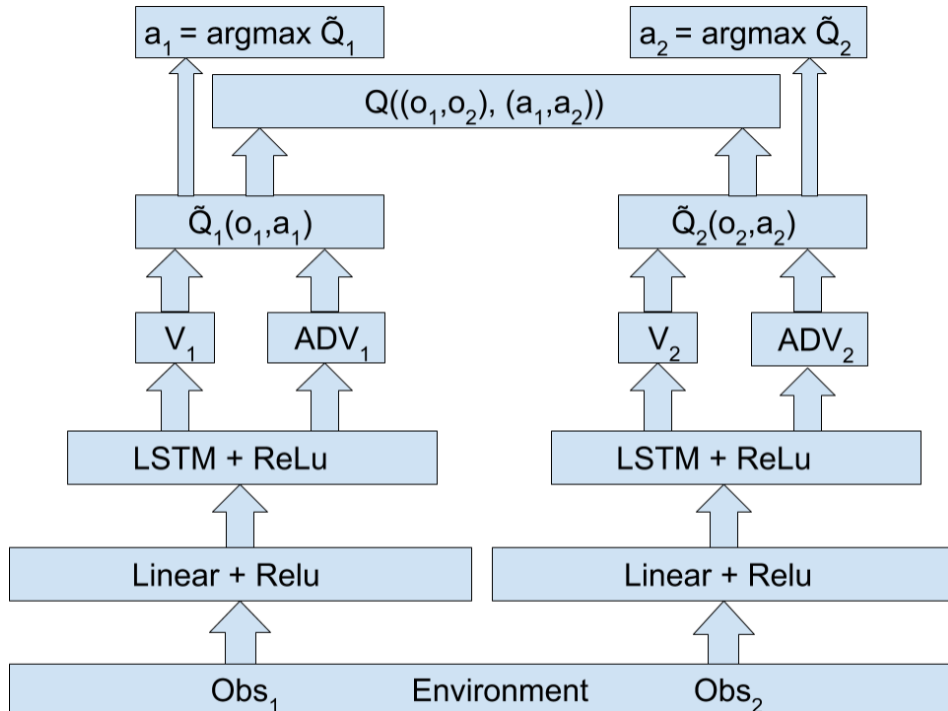 a₁ = argmax Q̃₁
a₂ = argmax Q̃₂
Q((o₁,o₂), (a₁,a₂))
Q̃₁(o₁,a₁)
Q̃₂(o₂,a₂)
V₁
ADV₁
V₂
ADV₂
LSTM + ReLu
LSTM + ReLu
Linear + Relu
Linear + Relu
Obs₁ Environment Obs₂